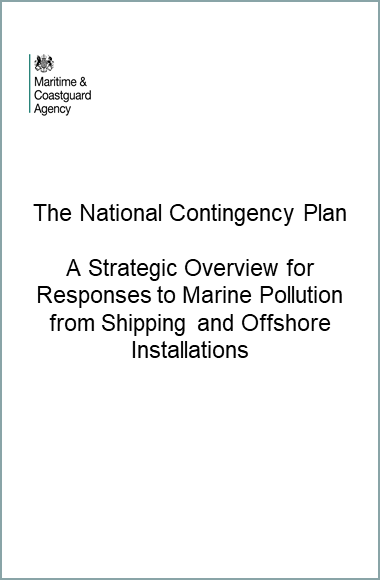 Maritime &
Coastguard
Agency
The National Contingency Plan
A Strategic Overview for
Responses to Marine Pollution
from Shipping and Offshore
Installations